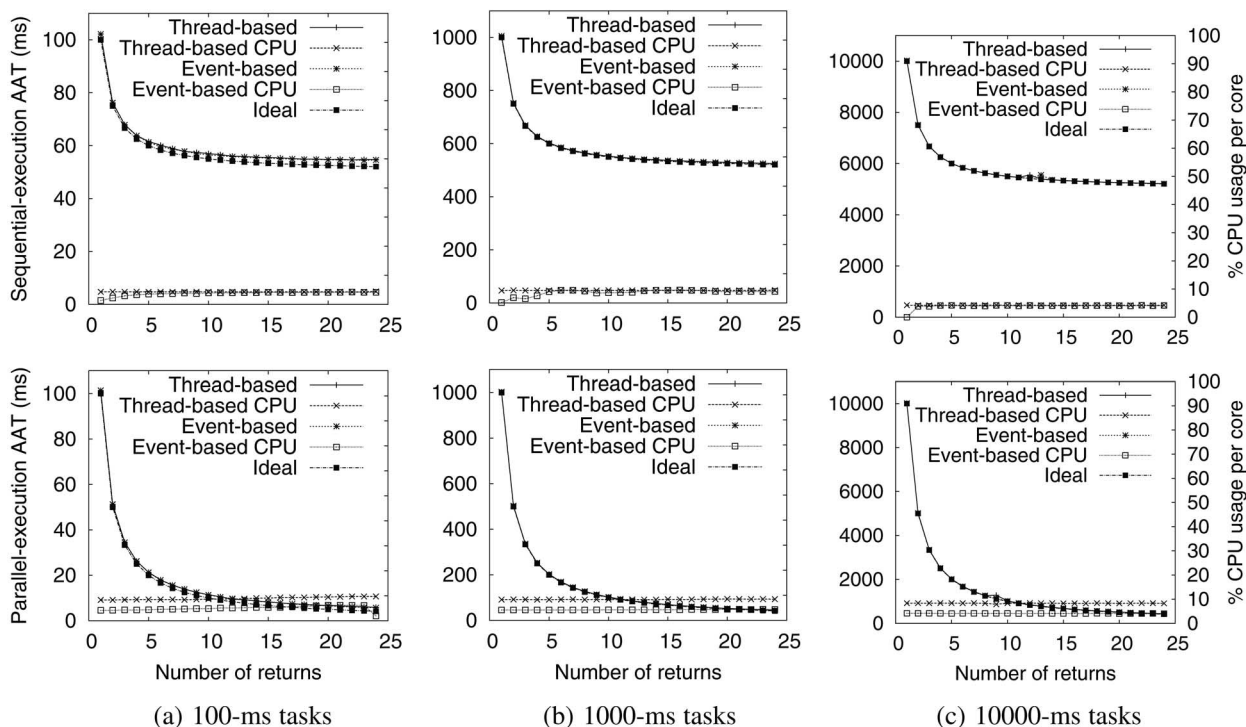 Sequential-execution AAT (ms)
100
80
60
40
20
0
Thread-based
Thread-based CPU
Event-based
Event-based CPU
Ideal
0 5 10 15 20 25
1000
800
600
400
200
0
Thread-based
Thread-based CPU
Event-based
Event-based CPU
Ideal
0 5 10 15 20 25
10000
8000
6000
4000
2000
0
Thread-based
Thread-based CPU
Event-based
Event-based CPU
Ideal
0 5 10 15 20 25
100
90
80
70
60
50
40
30
20
10
0
% CPU usage per core
Parallel-execution AAT (ms)
100
80
60
40
20
0
Thread-based
Thread-based CPU
Event-based
Event-based CPU
Ideal
0 5 10 15 20 25
Number of returns
1000
800
600
400
200
0
Thread-based
Thread-based CPU
Event-based
Event-based CPU
Ideal
0 5 10 15 20 25
Number of returns
10000
8000
6000
4000
2000
0
Thread-based
Thread-based CPU
Event-based
Event-based CPU
Ideal
0 5 10 15 20 25
Number of returns
100
90
80
70
60
50
40
30
20
10
0
% CPU usage per core
(a) 100-ms tasks
(b) 1000-ms tasks
(c) 10000-ms tasks